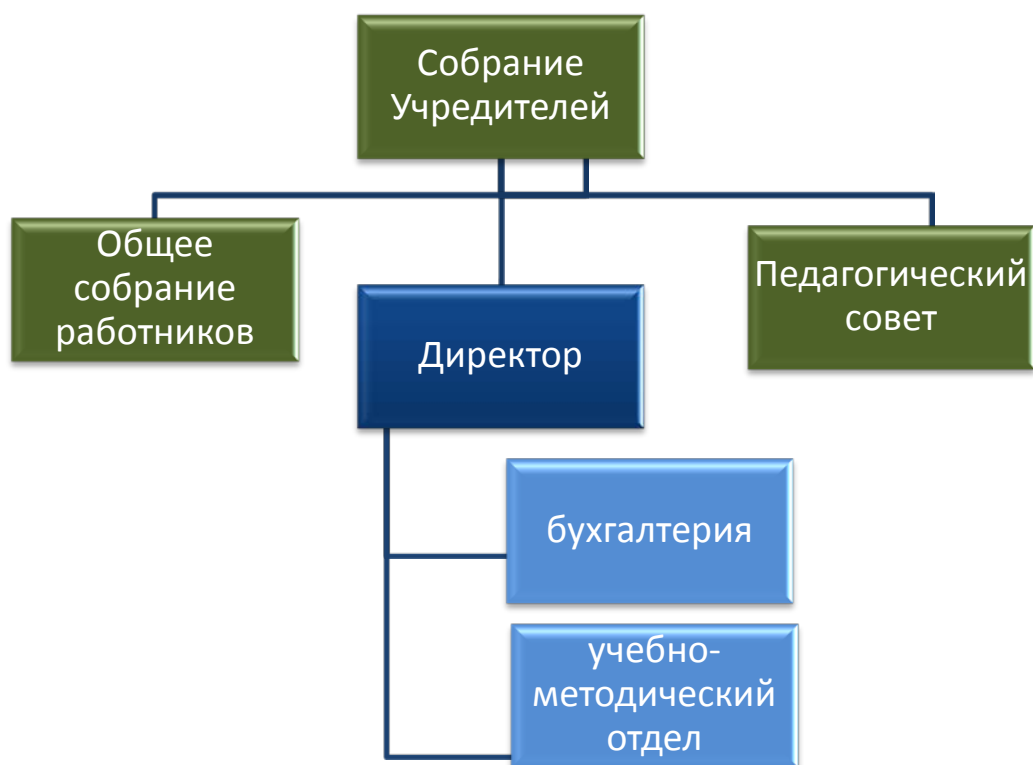 Собрание
Учредителей
Общее
собрание
работников
Директор
Педагогический
совет
бухгалтерия
учебно-
методический
отдел